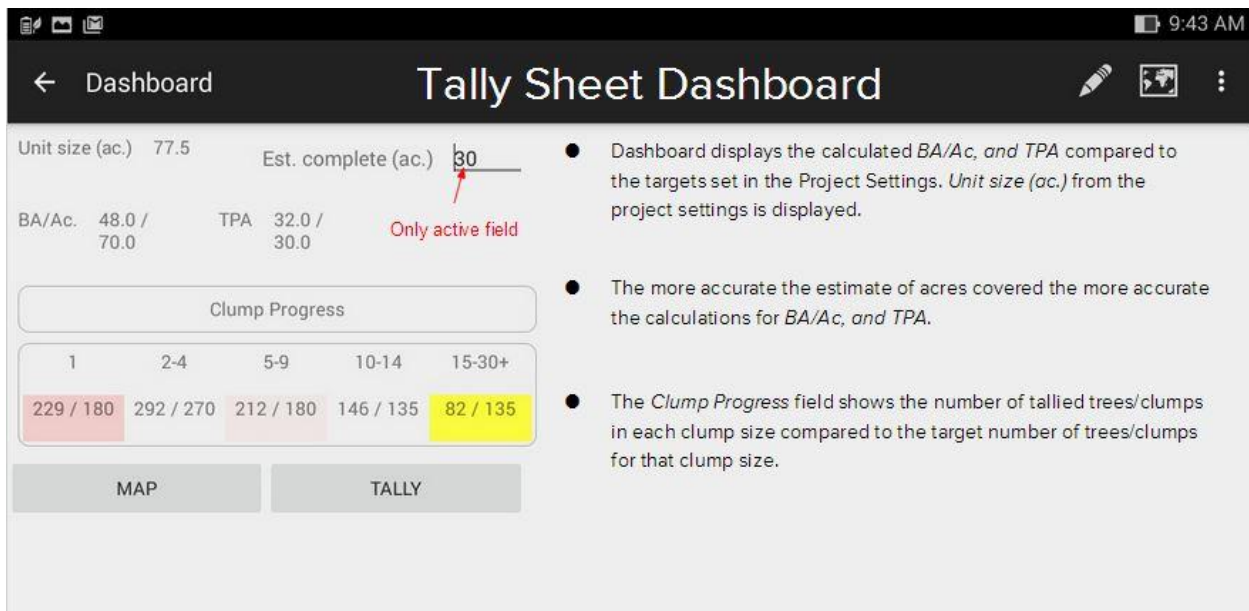 9:43 AM
Dashboard
Tally Sheet Dashboard
Unit size (ac.) 77.5
Est. complete (ac.) 30
Only active field
BA/Ac. 48.0 /
70.0
TPA 32.0 /
30.0
Clump Progress
1 2-4 5-9 10-14 15-30+
229 / 180 292 / 270 212 / 180 146 / 135 82 / 135
MAP TALLY
● Dashboard displays the calculated BA/Ac, and TPA compared to
the targets set in the Project Settings. Unit size (ac.) from the
project settings is displayed.
● The more accurate the estimate of acres covered the more accurate
the calculations for BA/Ac, and TPA.
● The Clump Progress field shows the number of tallied trees/clumps
in each clump size compared to the target number of trees/clumps
for that clump size.